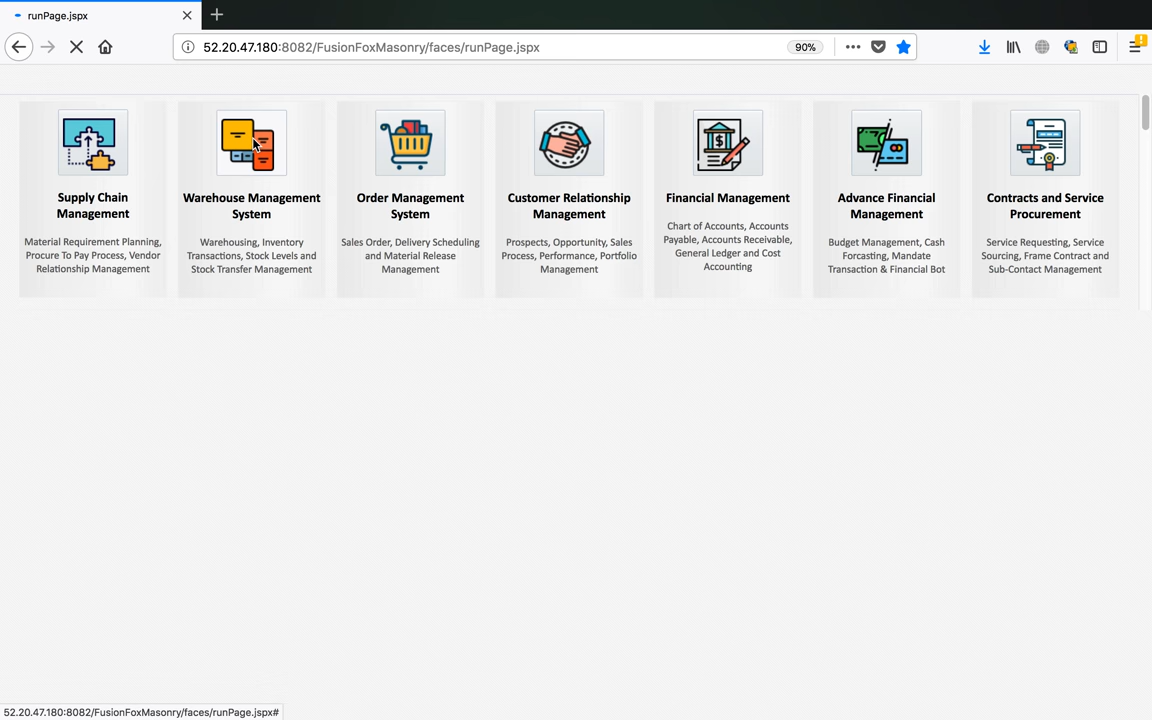 runPage.jspx
52.20.47.180:8082/FusionFoxMasonry/faces/runPage.jspx
90%
Supply Chain
Management
Material Requirement Planning,
Procure To Pay Process, Vendor
Relationship Management
Warehouse Management
System
Warehousing, Inventory
Transactions, Stock Levels and
Stock Transfer Management
Order Management
System
Sales Order, Delivery Scheduling
and Material Release
Management
Customer Relationship
Management
Prospects, Opportunity, Sales
Process, Performance, Portfolio
Management
Financial Management
Chart of Accounts, Accounts
Payable, Accounts Receivable,
General Ledger and Cost
Accounting
Advance Financial
Management
Budget Management, Cash
Forcasting, Mandate
Transaction & Financial Bot
Contracts and Service
Procurement
Service Requesting, Service
Sourcing, Frame Contract and
Sub-Contact Management
52.20.47.180:8082/FusionFoxMasonry/faces/runPage.jspx#